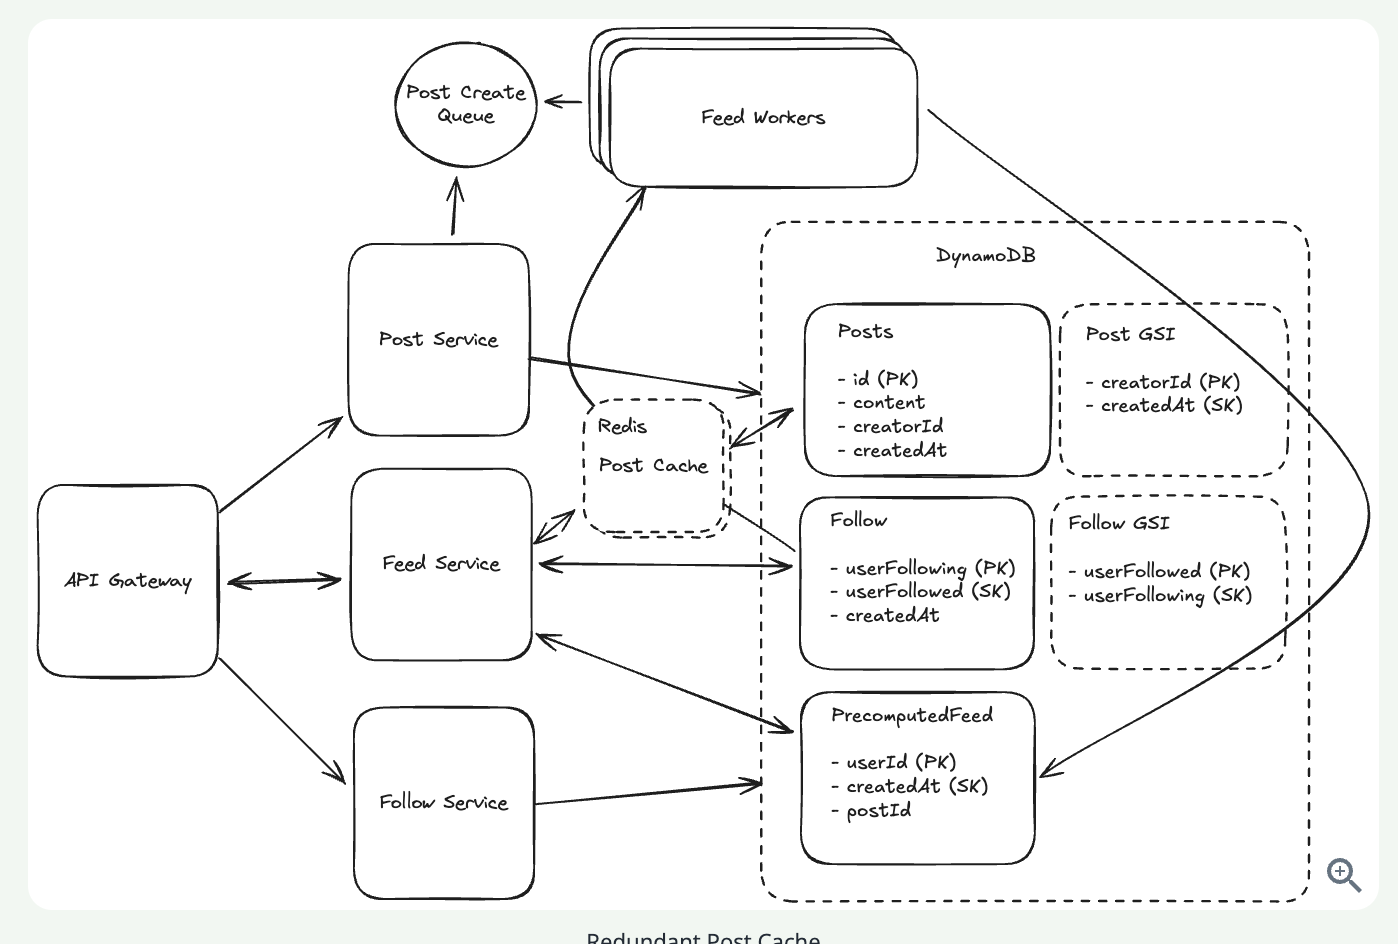 Post Create
Queue
Feed Workers
DynamoDB
Post Service
Posts
- id (PK)
- content
- creatorId
- createdAt
Post GSI
- creatorId (PK)
- createdAt (SK)
Redis
Post Cache
API Gateway
Feed Service
Follow
- userFollowing (PK)
- userFollowed (SK)
- createdAt
Follow GSI
- userFollowed (PK)
- userFollowing (SK)
Follow Service
PrecomputedFeed
- userId (PK)
- createdAt (SK)
- postId
Redundant Post Cache